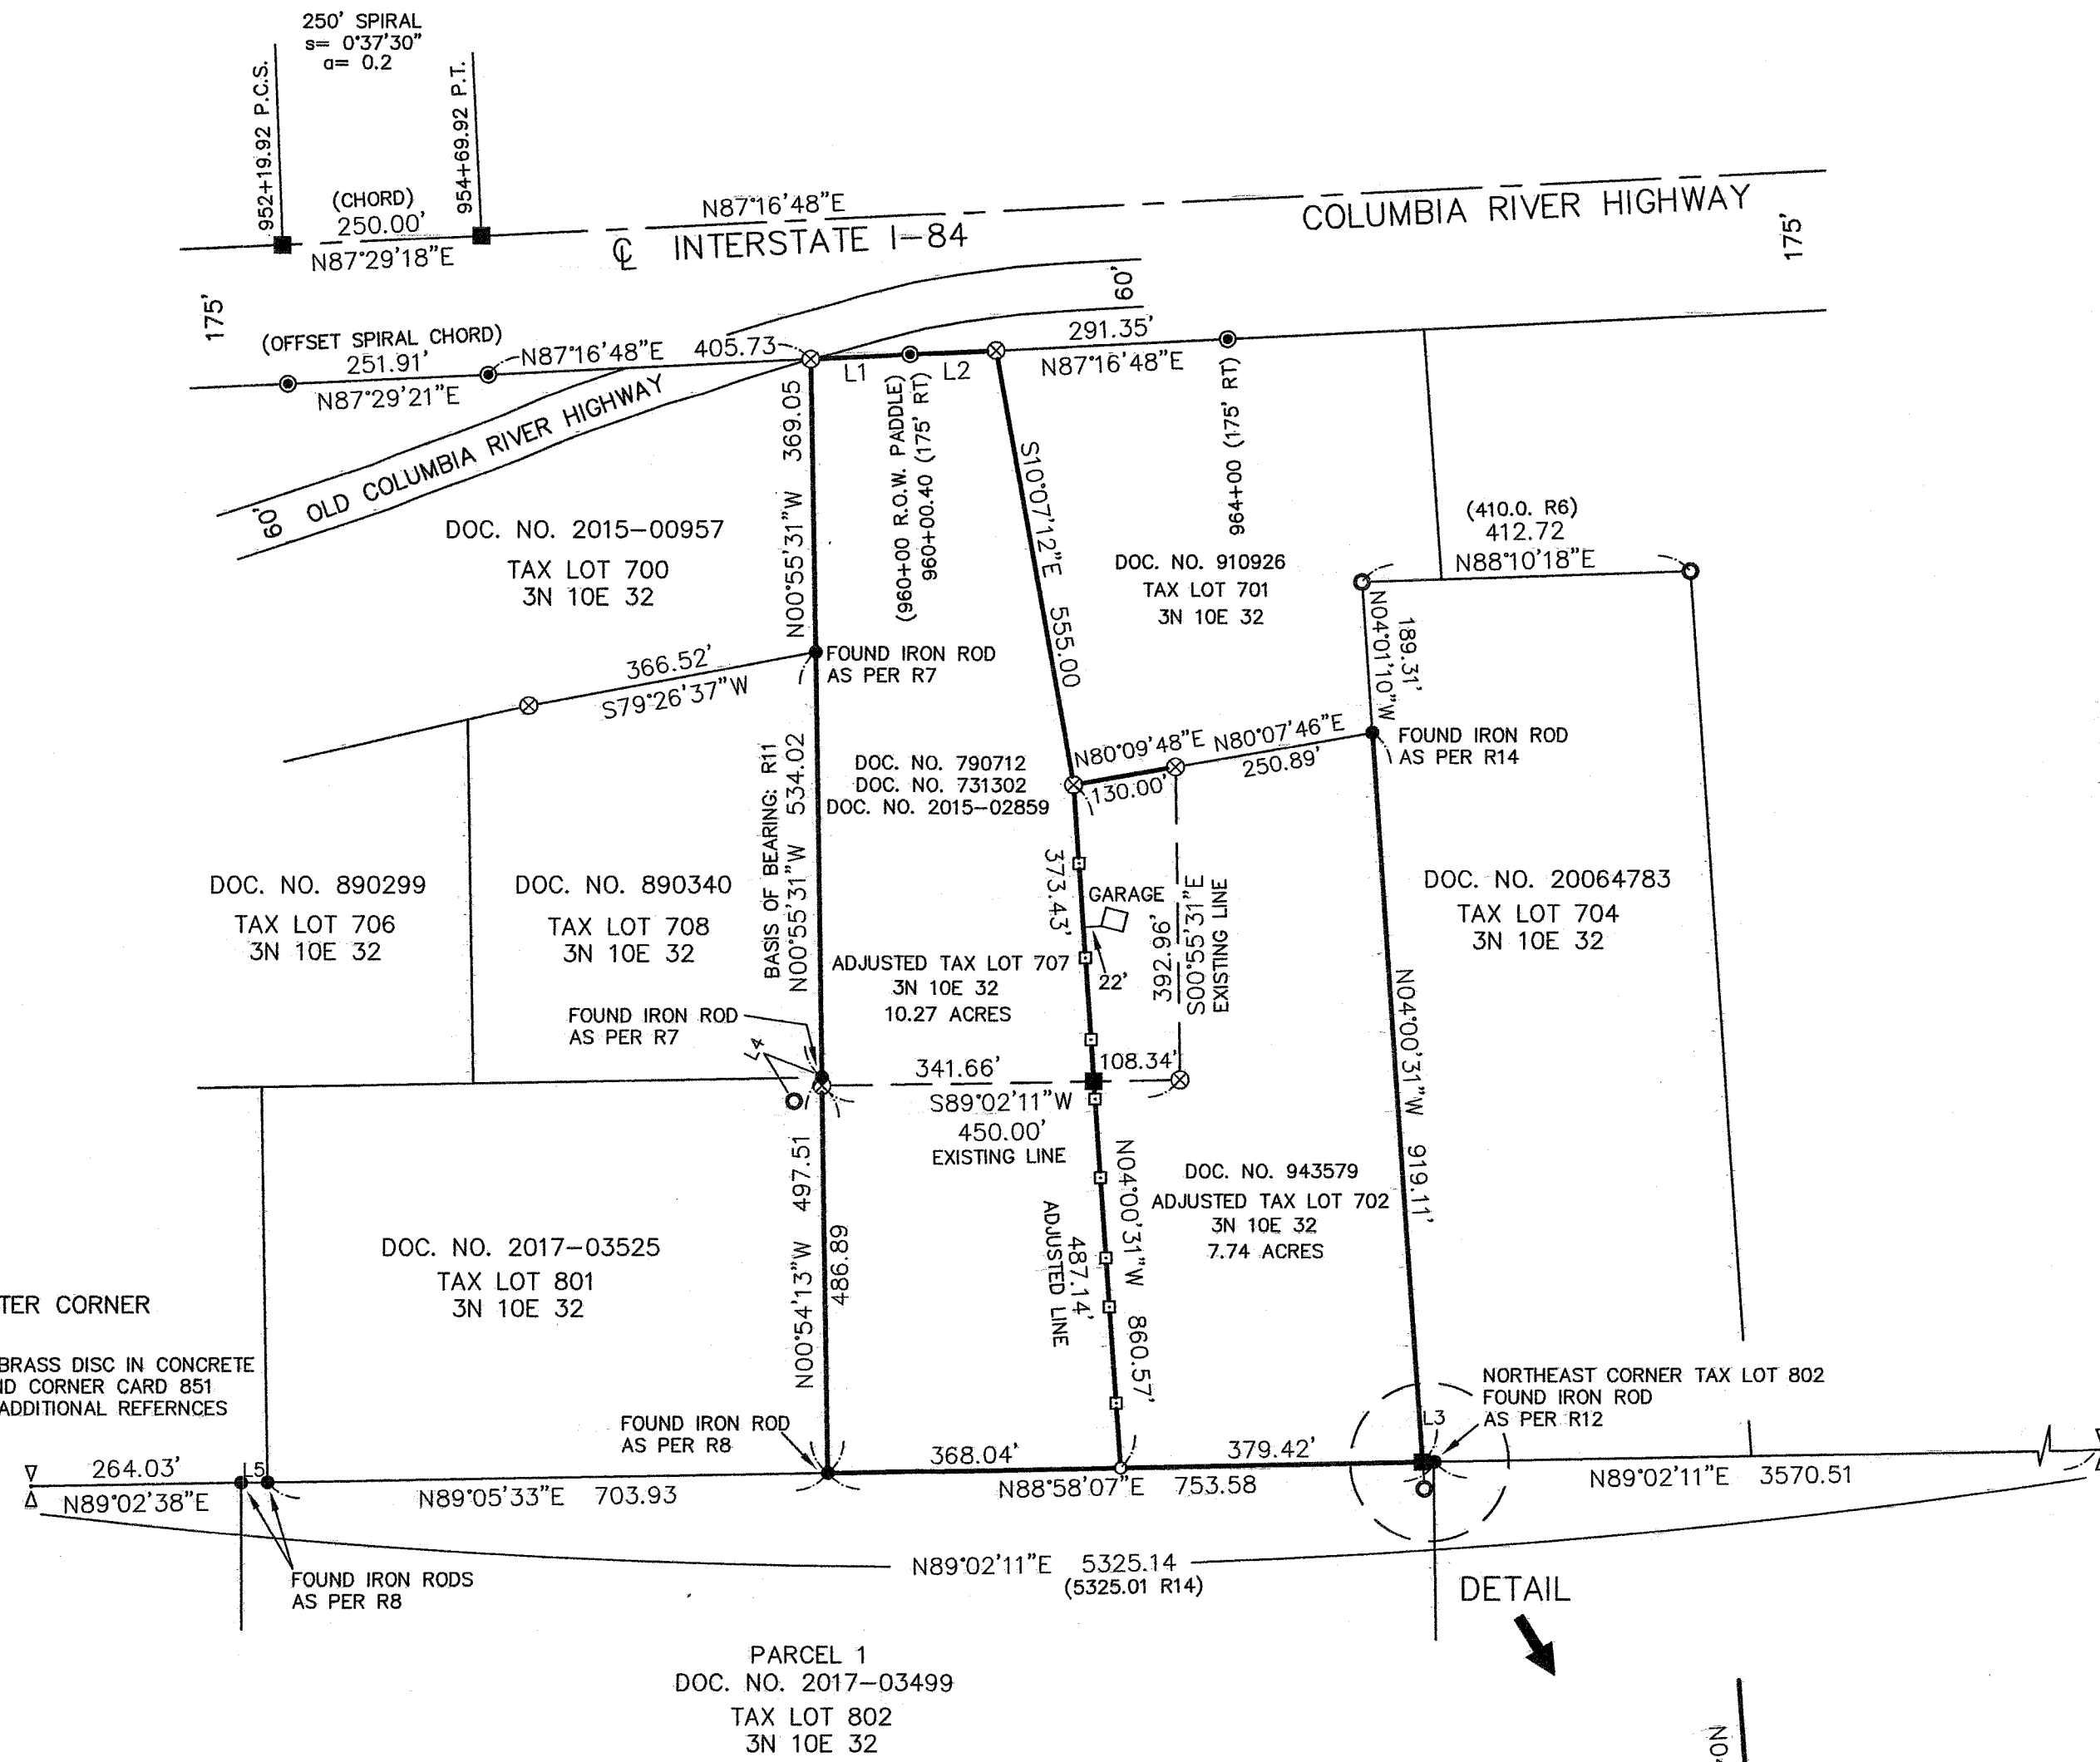 250' SPIRAL
s= 0°37'30"
a= 0.2
952+19.92 P.C.S.
954+69.92 P.T.
(CHORD)
250.00'
N87°29'18"E
N87°16'48"E
℄ INTERSTATE I-84
COLUMBIA RIVER HIGHWAY
175'
175'
60'
(OFFSET SPIRAL CHORD)
251.91'
N87°29'21"E
N87°16'48"E 405.73
L1
L2
291.35'
N87°16'48"E
60' OLD COLUMBIA RIVER HIGHWAY
N00°55'31"W 369.05
(960+00 R.O.W. PADDLE)
960+00.40 (175' RT)
S10°07'12"E 555.00
964+00 (175' RT)
DOC. NO. 2015-00957
TAX LOT 700
3N 10E 32
DOC. NO. 910926
TAX LOT 701
3N 10E 32
(410.0. R6)
412.72
N88°10'18"E
N04°01'10"W
189.31'
366.52'
S79°26'37"W
FOUND IRON ROD
AS PER R7
FOUND IRON ROD
AS PER R14
N80°09'48"E
130.00'
N80°07'46"E
250.89'
BASIS OF BEARING: R11
N00°55'31"W 534.02
DOC. NO. 790712
DOC. NO. 731302
DOC. NO. 2015-02859
373.43'
GARAGE
22'
392.96'
S00°55'31"E
EXISTING LINE
DOC. NO. 890299
TAX LOT 706
3N 10E 32
DOC. NO. 890340
TAX LOT 708
3N 10E 32
ADJUSTED TAX LOT 707
3N 10E 32
10.27 ACRES
DOC. NO. 20064783
TAX LOT 704
3N 10E 32
N04°00'31"W 919.11'
FOUND IRON ROD
AS PER R7
L4
341.66'
108.34'
S89°02'11"W
450.00'
EXISTING LINE
N00°54'13"W 497.51
486.89
ADJUSTED LINE
487.14'
N04°00'31"W 860.57'
DOC. NO. 943579
ADJUSTED TAX LOT 702
3N 10E 32
7.74 ACRES
DOC. NO. 2017-03525
TAX LOT 801
3N 10E 32
TER CORNER
BRASS DISC IN CONCRETE
ID CORNER CARD 851
ADDITIONAL REFERNCES
FOUND IRON ROD
AS PER R8
NORTHEAST CORNER TAX LOT 802
FOUND IRON ROD
AS PER R12
L3
264.03'
N89°02'38"E
L5
N89°05'33"E 703.93
368.04'
379.42'
N88°58'07"E 753.58
N89°02'11"E 3570.51
FOUND IRON RODS
AS PER R8
N89°02'11"E 5325.14
(5325.01 R14)
DETAIL
PARCEL 1
DOC. NO. 2017-03499
TAX LOT 802
3N 10E 32